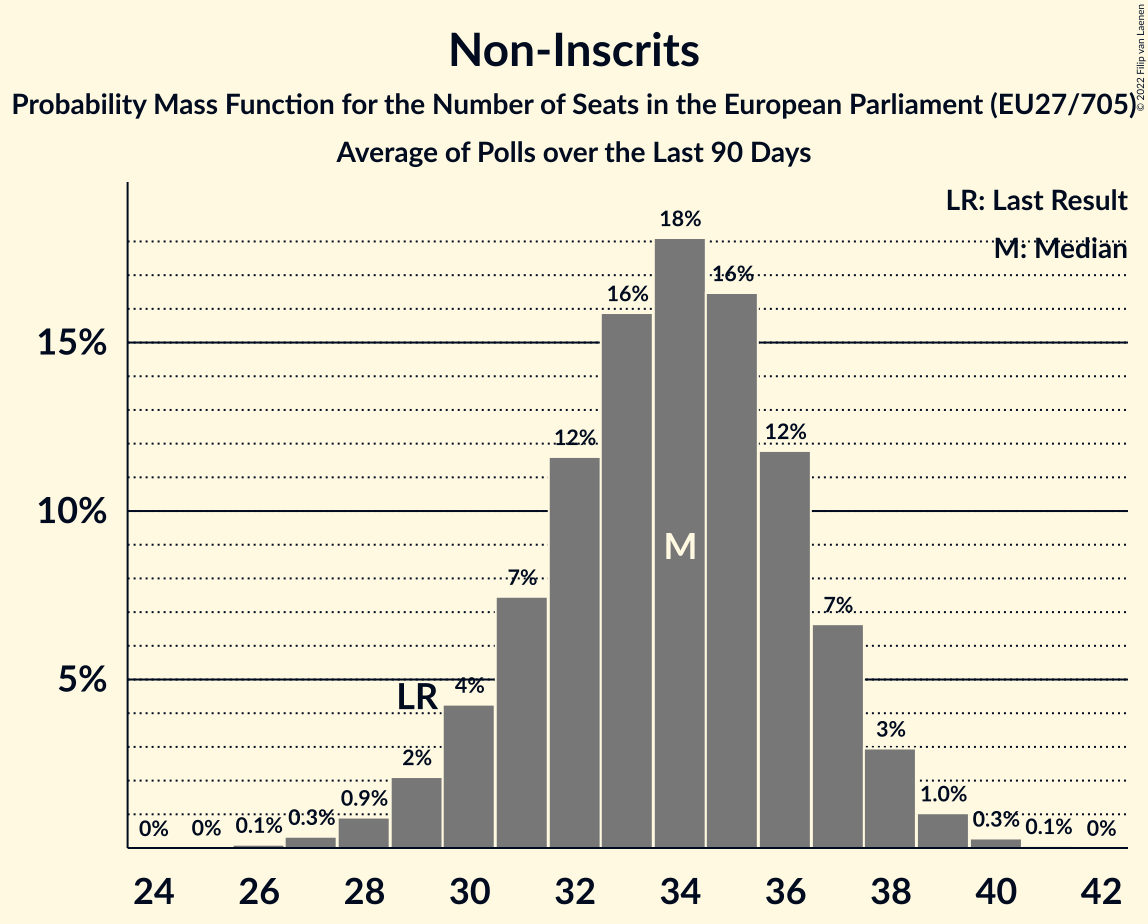 Non-Inscrits
Probability Mass Function for the Number of Seats in the European Parliament (EU27/705)
Average of Polls over the Last 90 Days
© 2022 Filip van Laenen
LR: Last Result
M: Median
15%
10%
5%
0%
0%
0.1%
0.3%
0.9%
2%
LR
4%
7%
12%
16%
18%
M
16%
12%
7%
3%
1.0%
0.3%
0.1%
0%
24 26 28 30 32 34 36 38 40 42